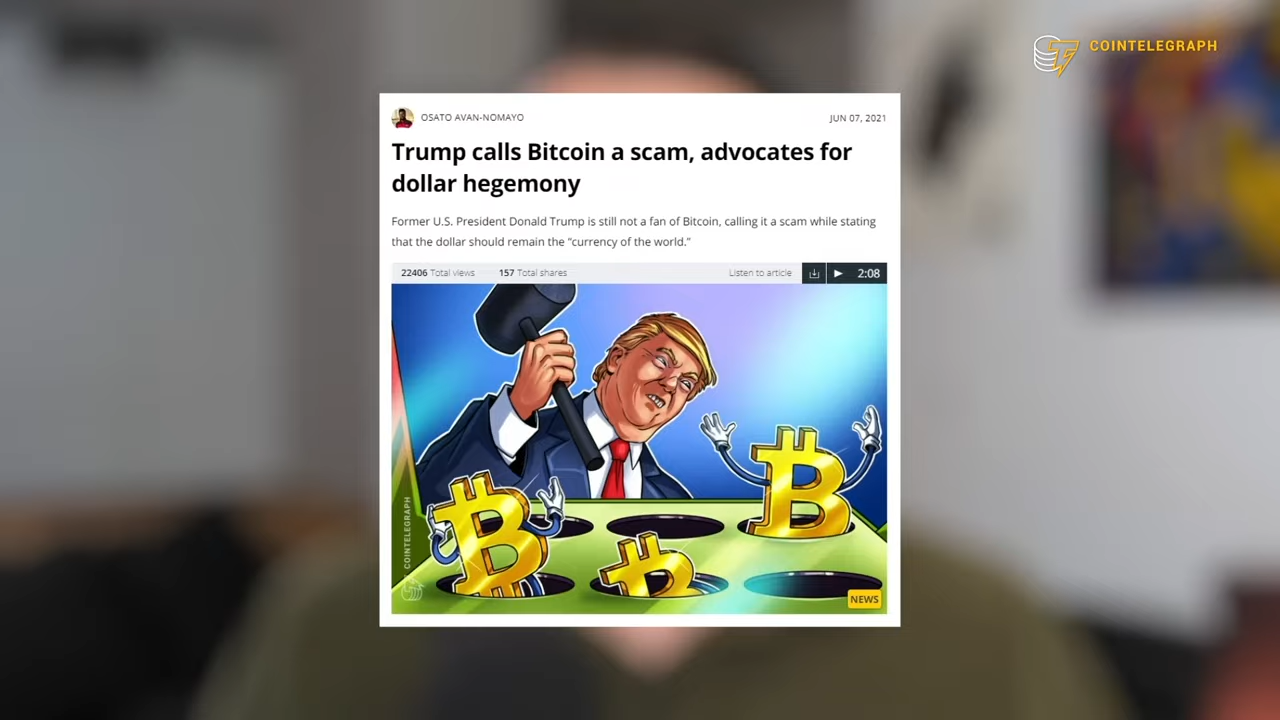 COINTELEGRAPH
OSATO AVAN-NOMAYO
JUN 07, 2021
Trump calls Bitcoin a scam, advocates for
dollar hegemony
Former U.S. President Donald Trump is still not a fan of Bitcoin, calling it a scam while stating
that the dollar should remain the "currency of the world."
22406 Total views 157 Total shares Listen to article 2:08
COINTELEGRAPH
NEWS